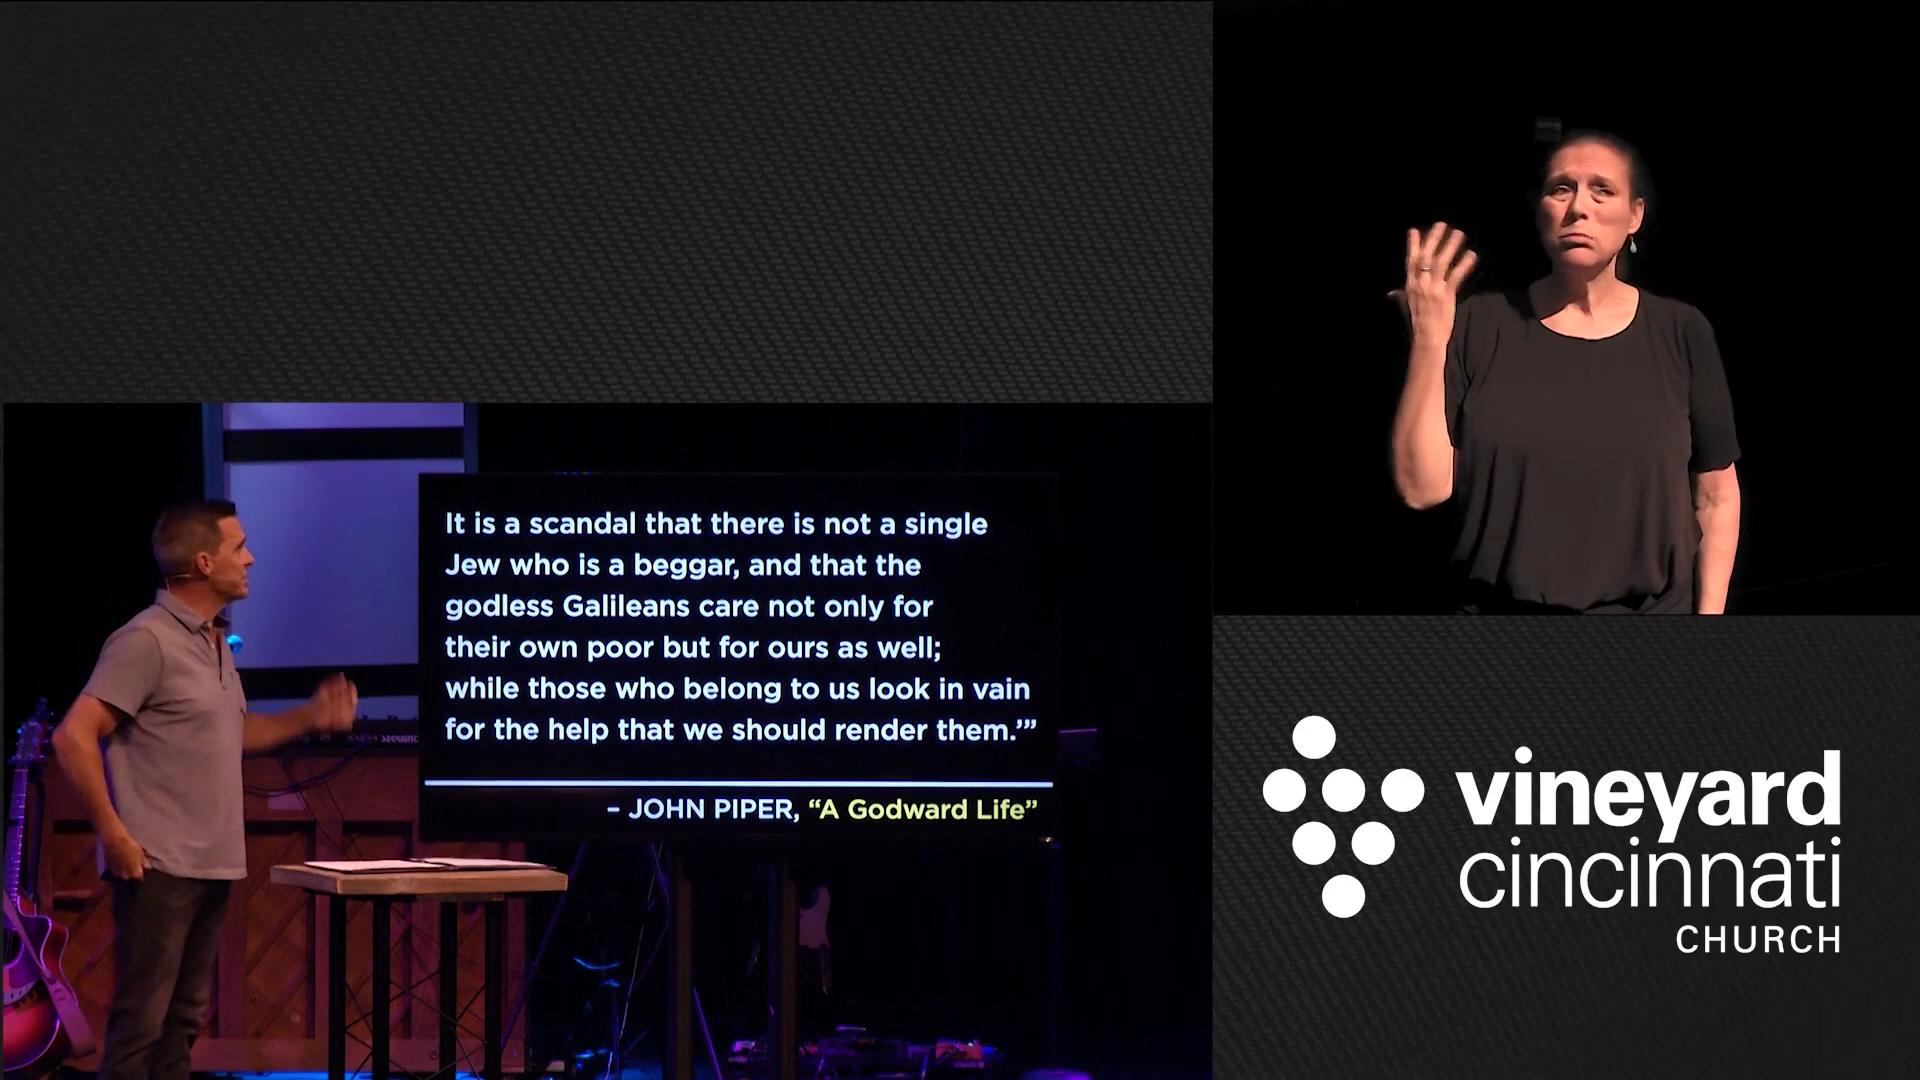 It is a scandal that there is not a single
Jew who is a beggar, and that the
godless Galileans care not only for
their own poor but for ours as well;
while those who belong to us look in vain
for the help that we should render them.’”
– JOHN PIPER, “A Godward Life”
SEQUENT
vineyard
cincinnati
CHURCH